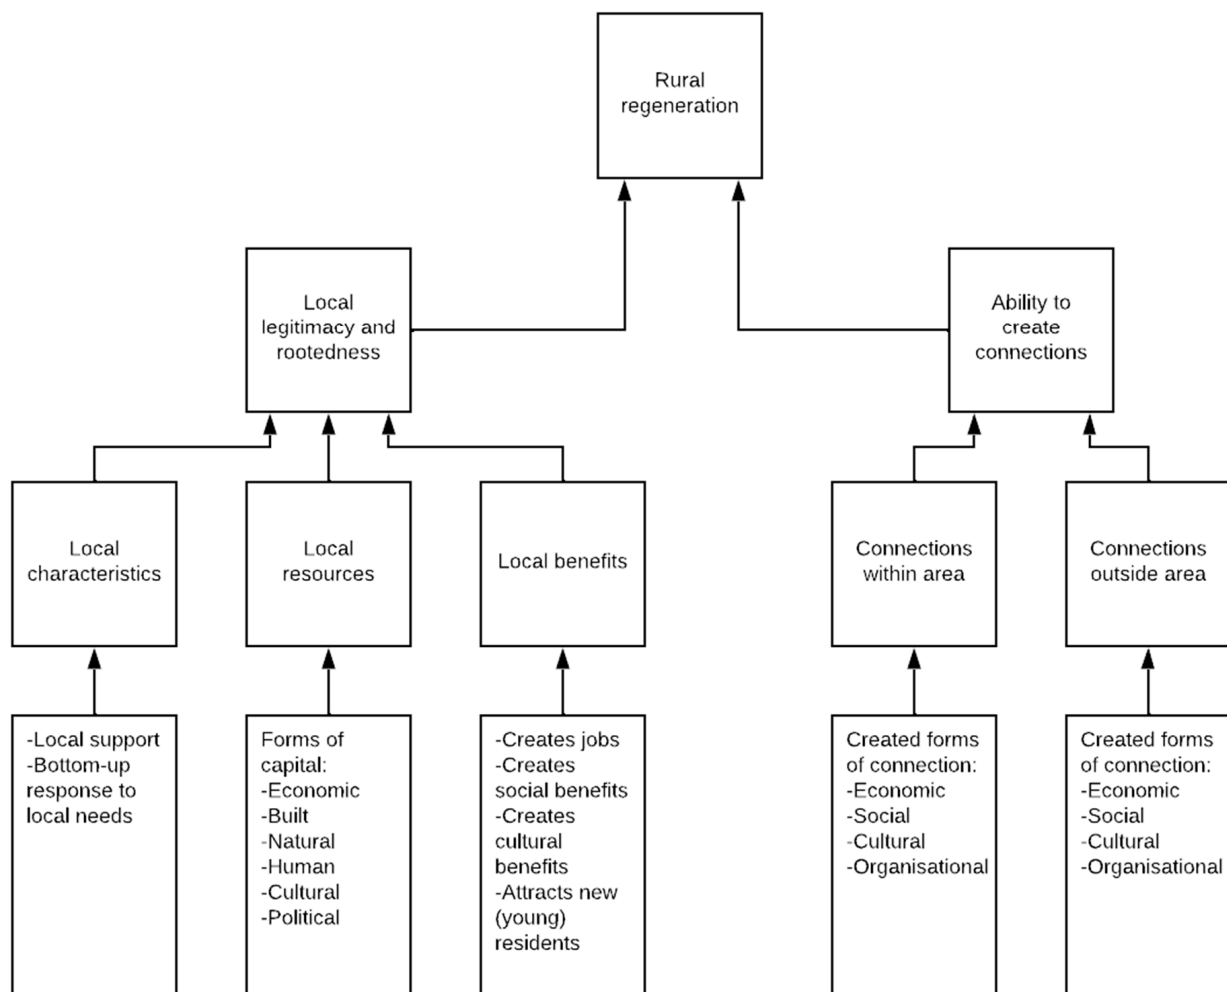 Rural
regeneration
Local
legitimacy and
rootedness
Ability to
create
connections
Local
characteristics
Local
resources
Local benefits
Connections
within area
Connections
outside area
-Local support
-Bottom-up
response to
local needs
Forms of
capital:
-Economic
-Built
-Natural
-Human
-Cultural
-Political
-Creates jobs
-Creates
social benefits
-Creates
cultural
benefits
-Attracts new
(young)
residents
Created forms
of connection:
-Economic
-Social
-Cultural
-Organisational
Created forms
of connection:
-Economic
-Social
-Cultural
-Organisational